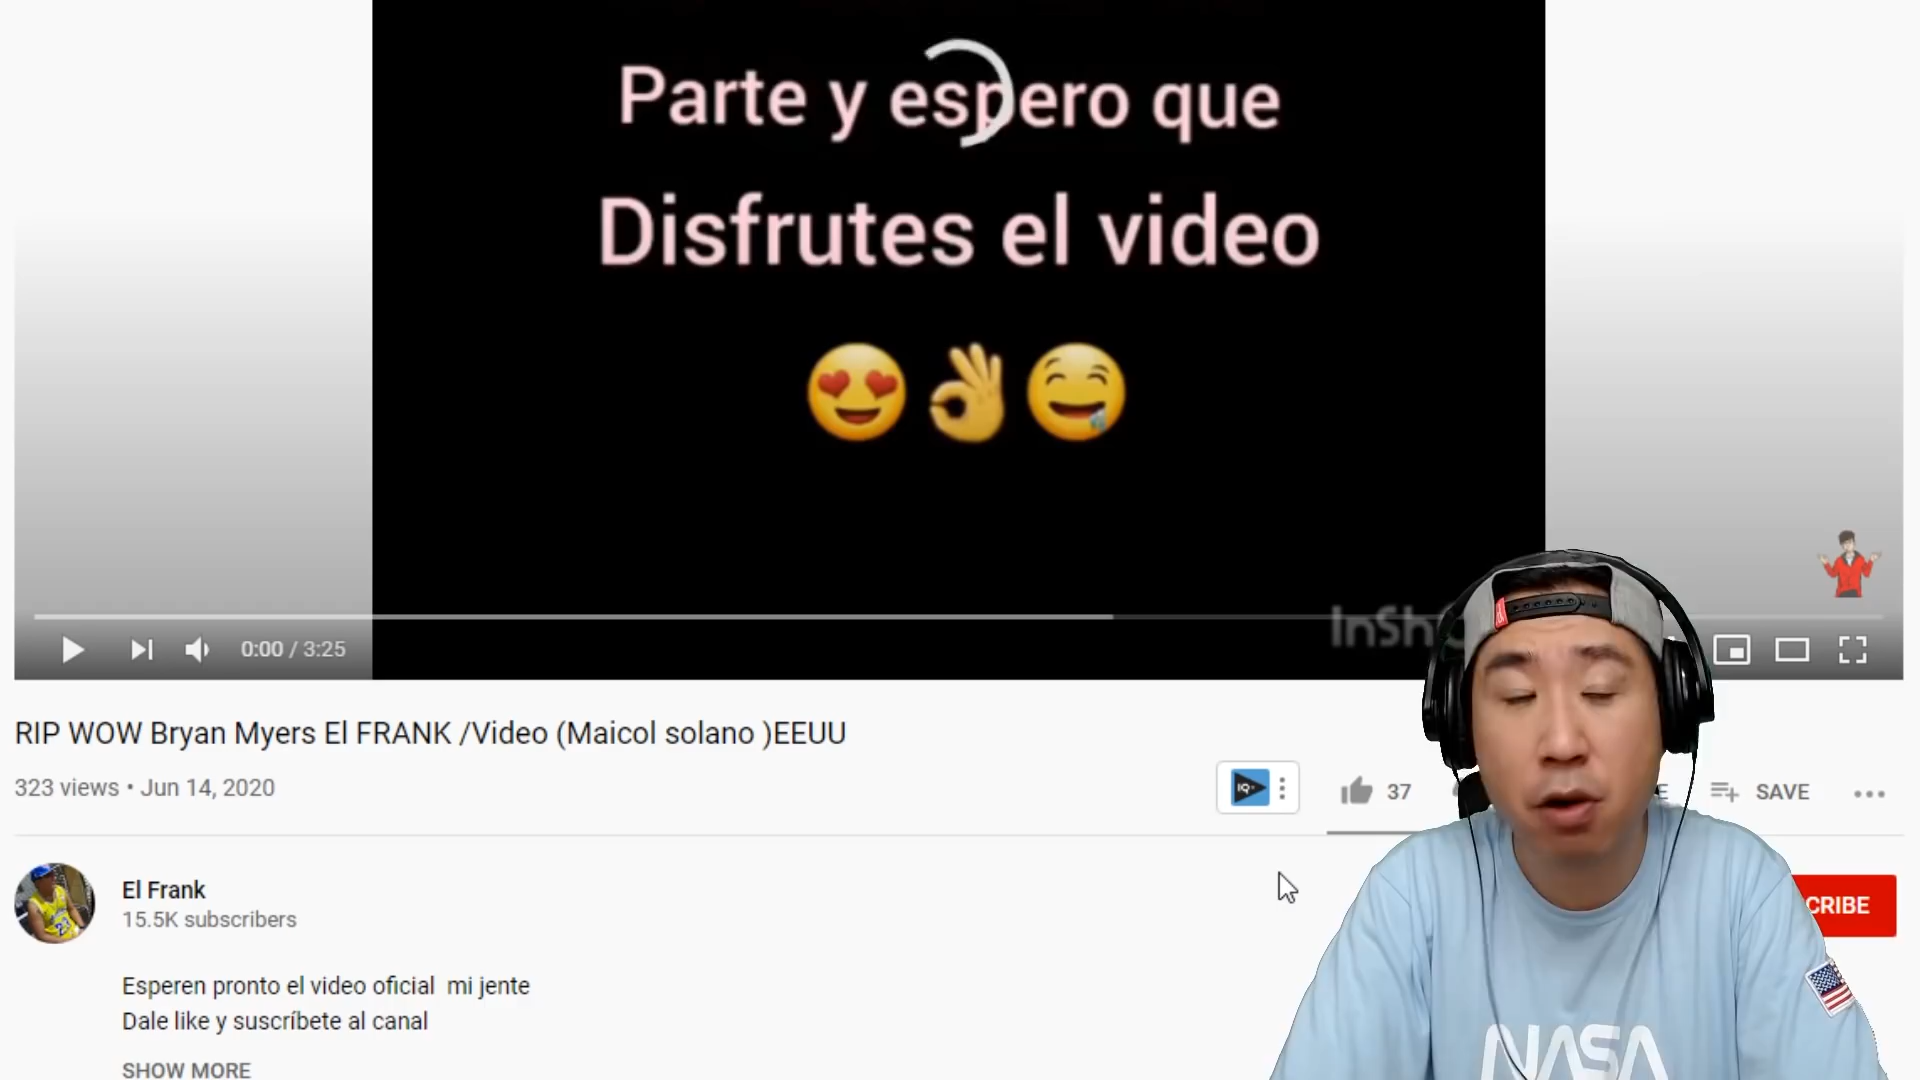 Parte y espero que
Disfrutes el video
InSh
0:00 / 3:25
RIP WOW Bryan Myers El FRANK /Video (Maicol solano )EEUU
323 views • Jun 14, 2020
IQ
37
SAVE
El Frank
15.5K subscribers
CRIBE
Esperen pronto el video oficial mi jente
Dale like y suscríbete al canal
SHOW MORE
NASA